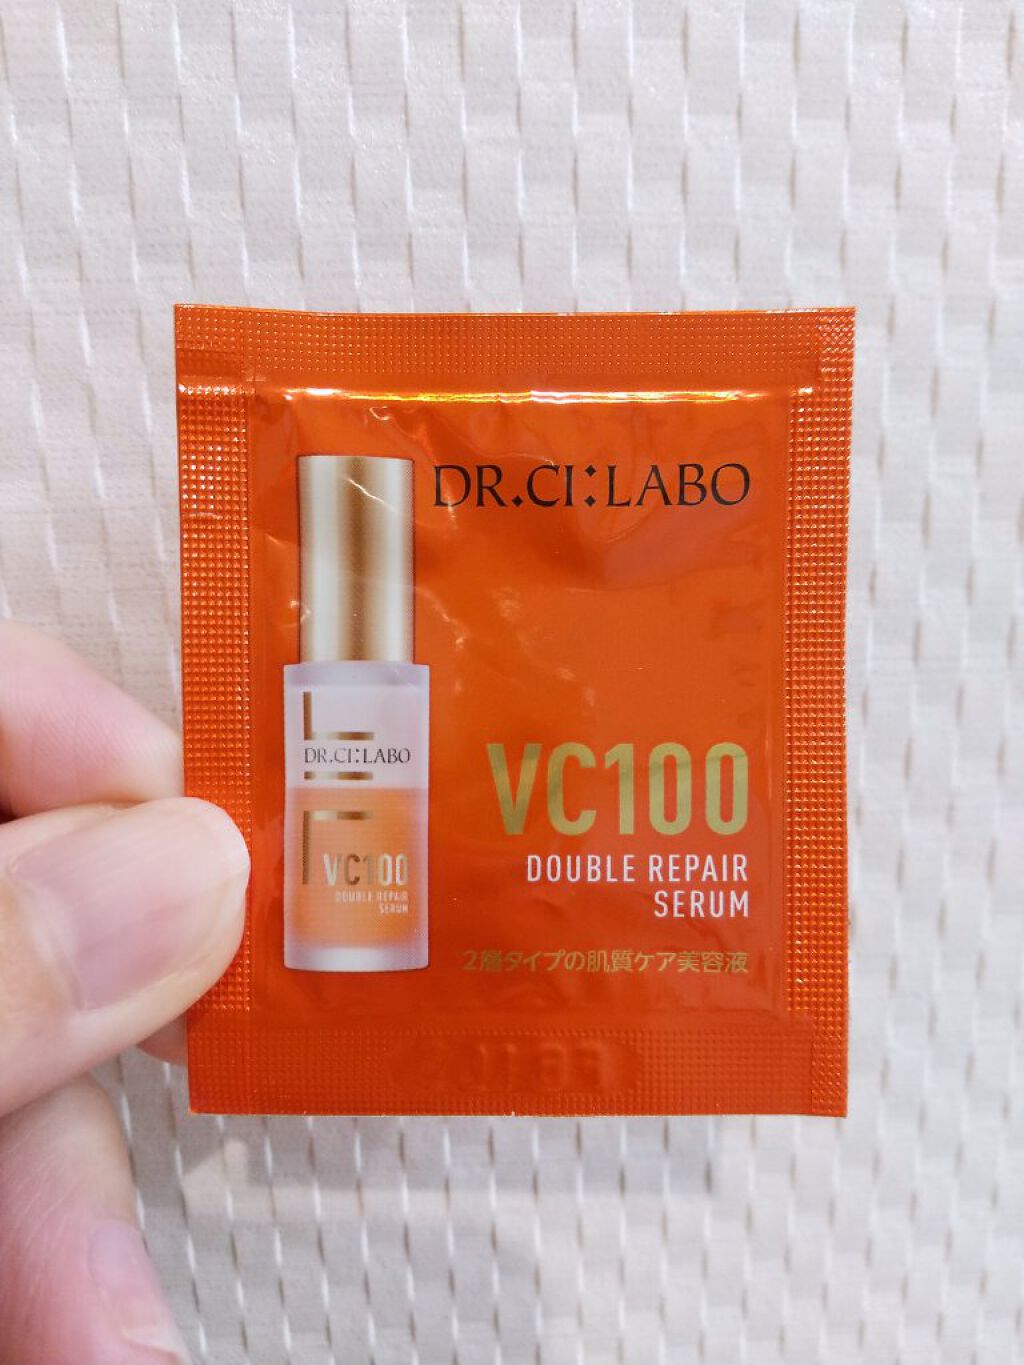 DR.CI:LABO
DR.CI:LABO
VC100
DOUBLE REPAIR
SERUM
VC100
DOUBLE REPAIR
SERUM
2層タイプの肌質ケア美容液